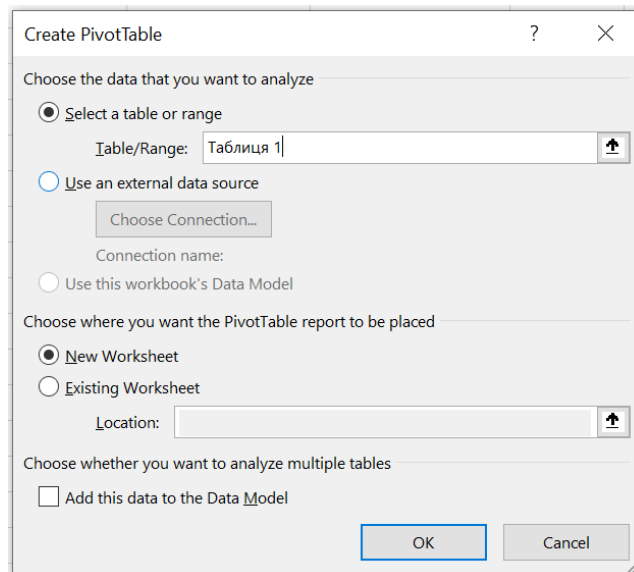 Create PivotTable ?
Choose the data that you want to analyze
Select a table or range
Table/Range: Таблиця 1
Use an external data source
Choose Connection...
Connection name:
Use this workbook's Data Model
Choose where you want the PivotTable report to be placed
New Worksheet
Existing Worksheet
Location:
Choose whether you want to analyze multiple tables
Add this data to the Data Model
OK Cancel